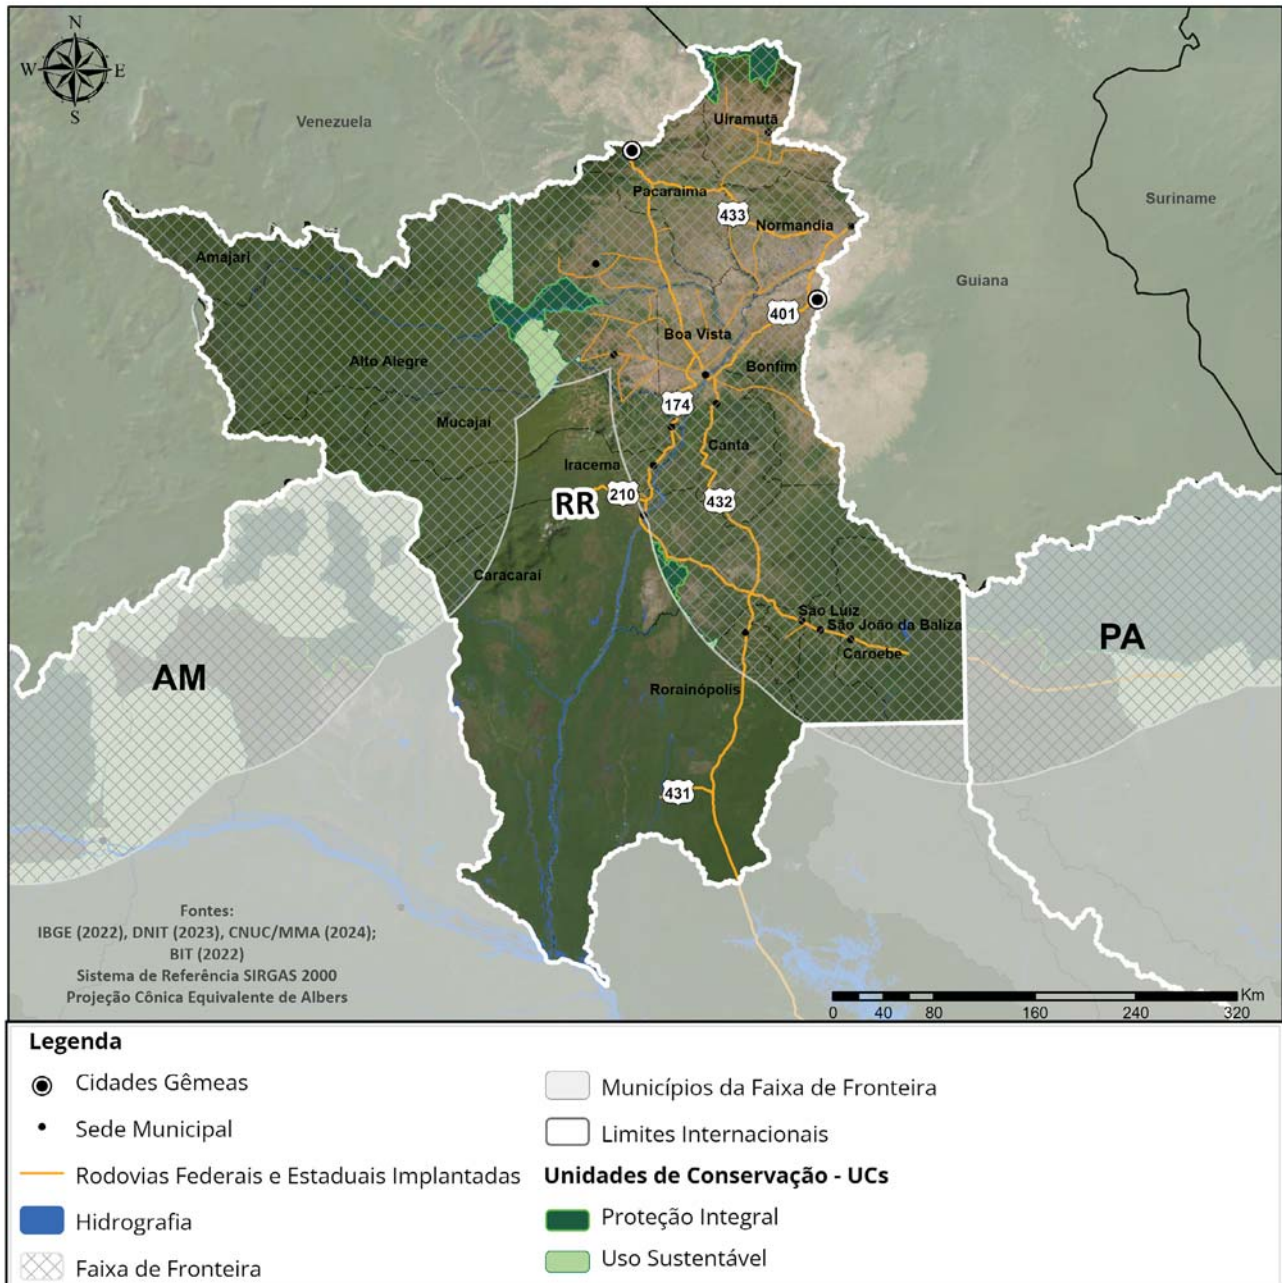 N
W
E
S
Venezuela
Uiramutã
Pacaraima
433
Normandia
Suriname
Amajari
Guiana
401
Boa Vista
Alto Alegre
Bonfim
174
Mucajaí
Cantá
Iracema
RR
210
432
Caracaraí
São Luiz
São João da Baliza
Caroebe
AM
PA
Rorainópolis
431
Fontes:
IBGE (2022), DNIT (2023), CNUC/MMA (2024);
BIT (2022)
Sistema de Referência SIRGAS 2000
Projeção Cônica Equivalente de Albers
Km
0 40 80 160 240 320
Legenda
Cidades Gêmeas
Sede Municipal
Rodovias Federais e Estaduais Implantadas
Hidrografia
Faixa de Fronteira
Municípios da Faixa de Fronteira
Limites Internacionais
Unidades de Conservação - UCs
Proteção Integral
Uso Sustentável